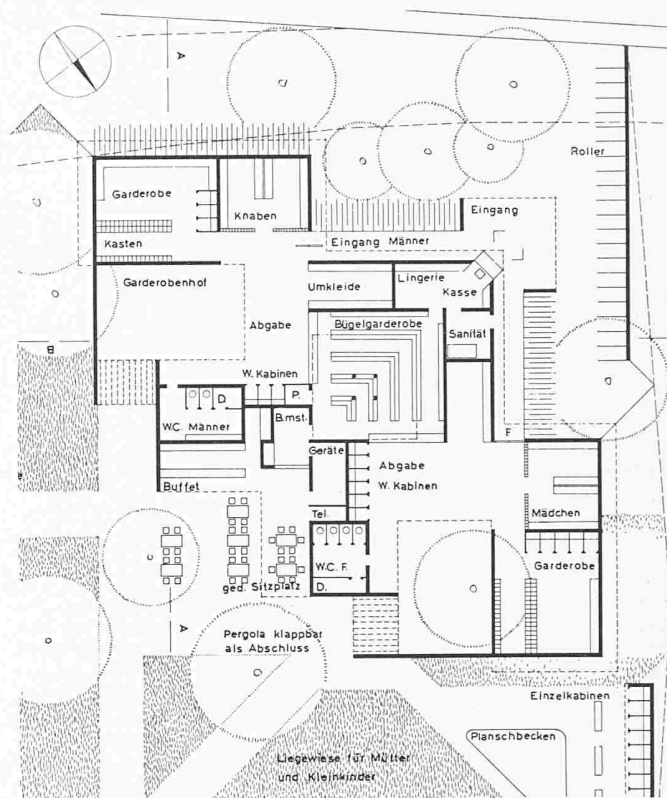 A
Roller
Garderobe
Knaben
Eingang
Kasten
Eingang Männer
Garderobenhof
Umkleide
Lingerie
Kasse
Abgabe
Bügelgarderobe
Sanität
B
W. Kabinen
P.
D.
B.mst.
W.C. Männer
F
Geräte
Abgabe
W. Kabinen
Buffet
Mädchen
Tel.
W.C. F.
Garderobe
D.
ged. Sitzplatz
A
Pergola klappbar
als Abschluss
Einzelkabinen
Planschbecken
Liegewiese für Mütter
und Kleinkinder